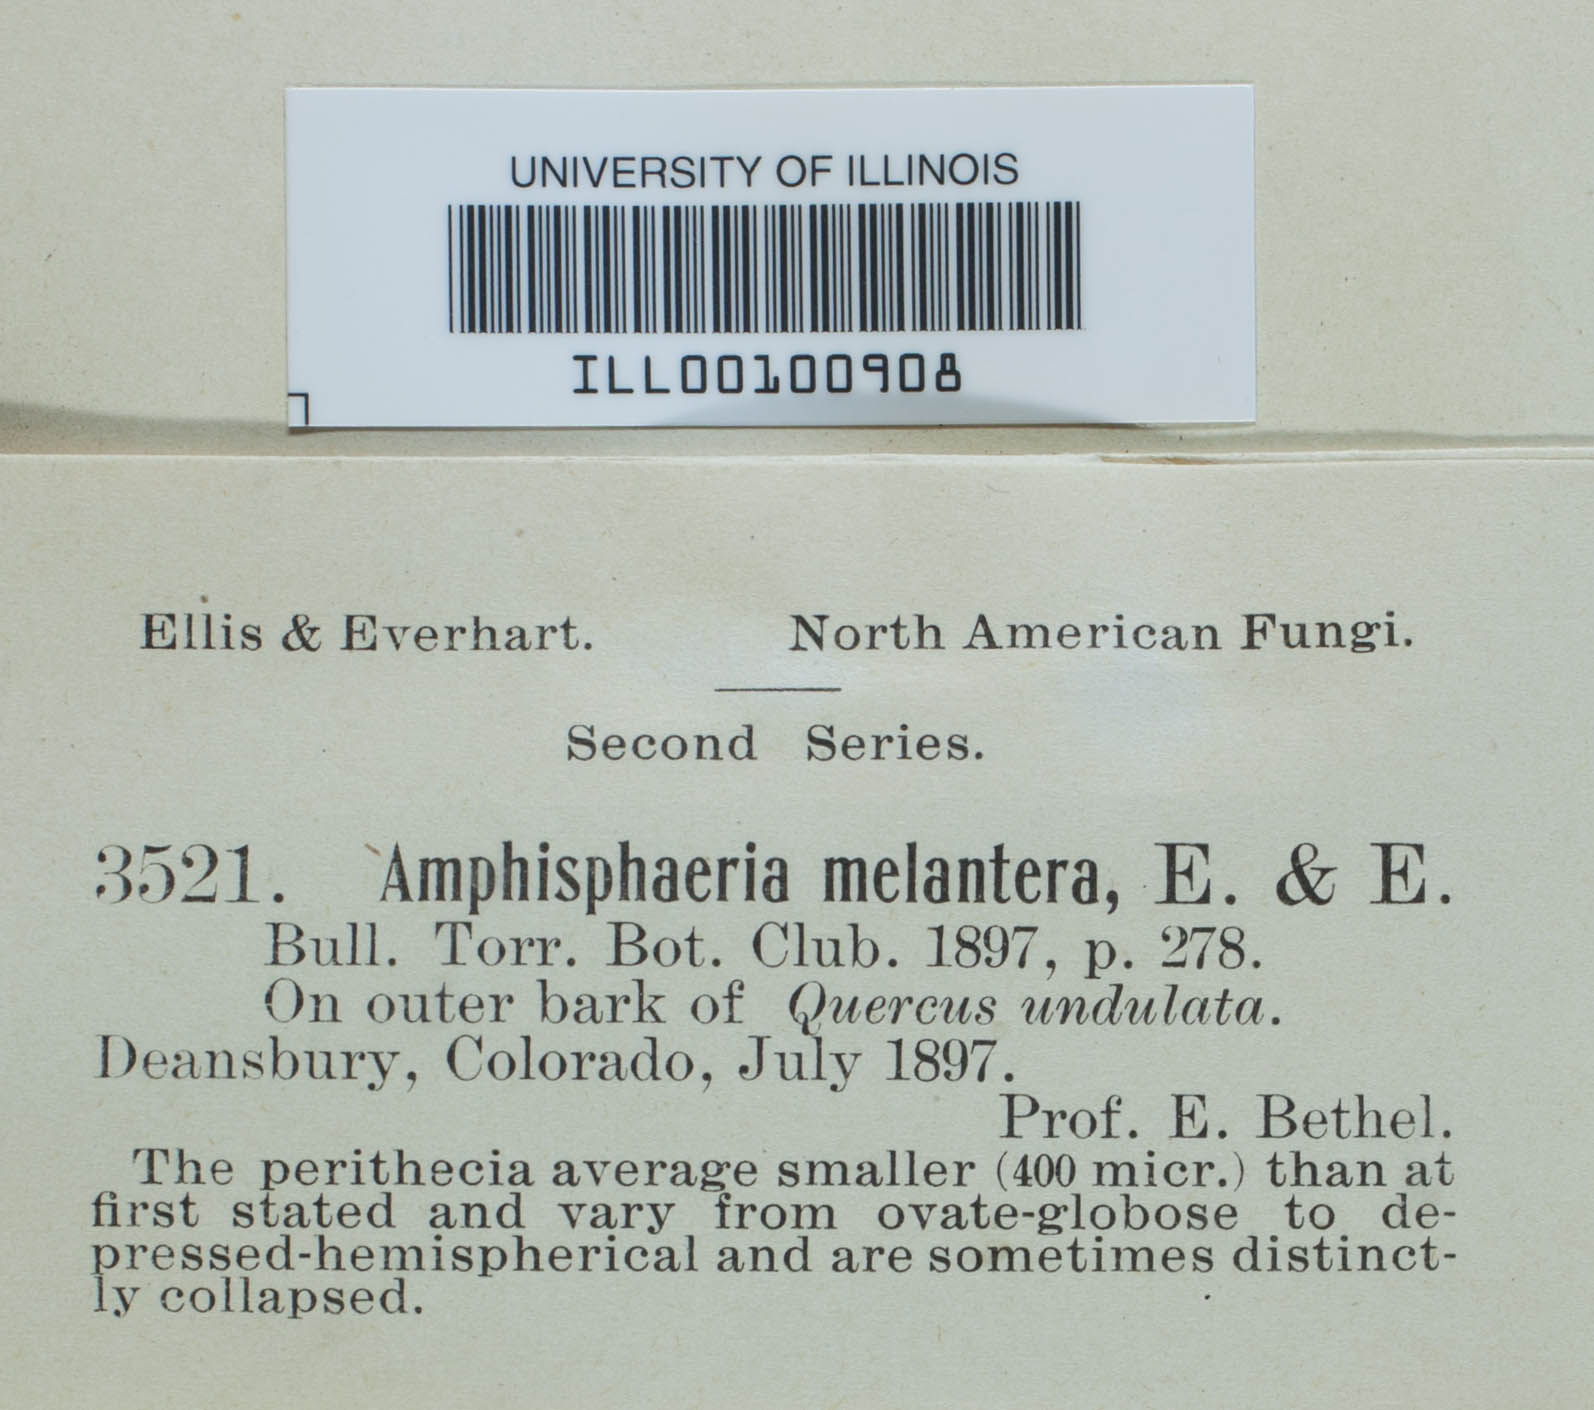 UNIVERSITY OF ILLINOIS
ILL00100908
Ellis & Everhart. North American Fungi.
Second Series.
3521. Amphisphaeria melantera, E. & E.
Bull. Torr. Bot. Club. 1897, p. 278.
On outer bark of Quercus undulata.
Deansbury, Colorado, July 1897.
Prof. E. Bethel.
The perithecia average smaller (400 micr.) than at
first stated and vary from ovate-globose to de-
pressed-hemispherical and are sometimes distinct-
ly collapsed.